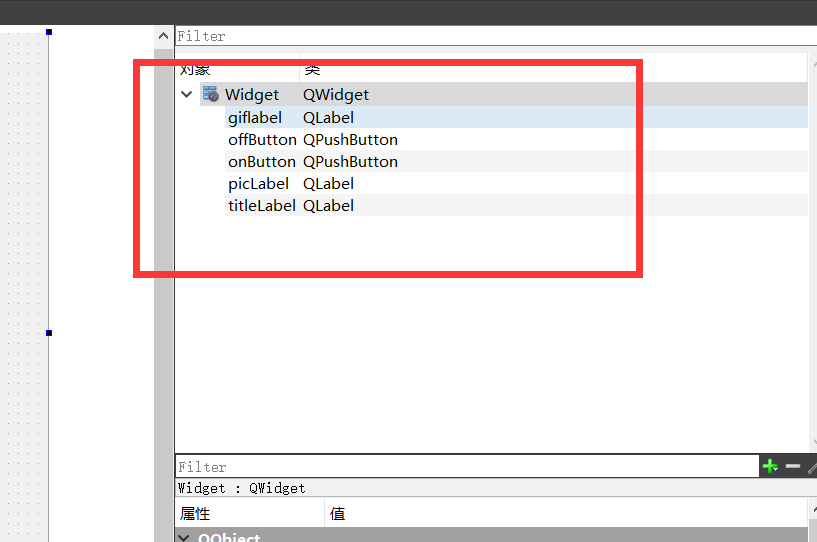 Filter
对象 类
Widget QWidget
giflabel QLabel
offButton QPushButton
onButton QPushButton
picLabel QLabel
titleLabel QLabel
Filter
Widget : QWidget
属性 值
QObject